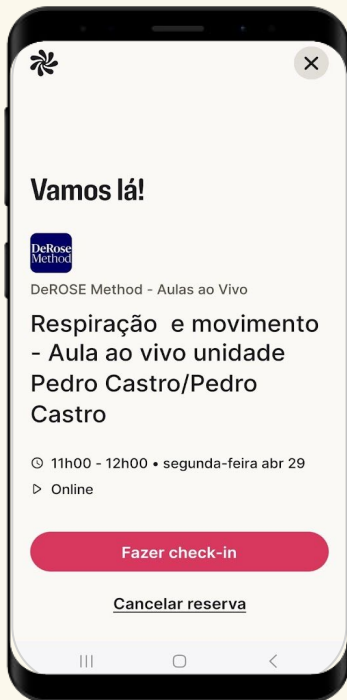 Vamos lá!
DeRose
Method
DeROSE Method - Aulas ao Vivo
Respiração e movimento
- Aula ao vivo unidade
Pedro Castro/Pedro
Castro
11h00 - 12h00 • segunda-feira abr 29
Online
Fazer check-in
Cancelar reserva